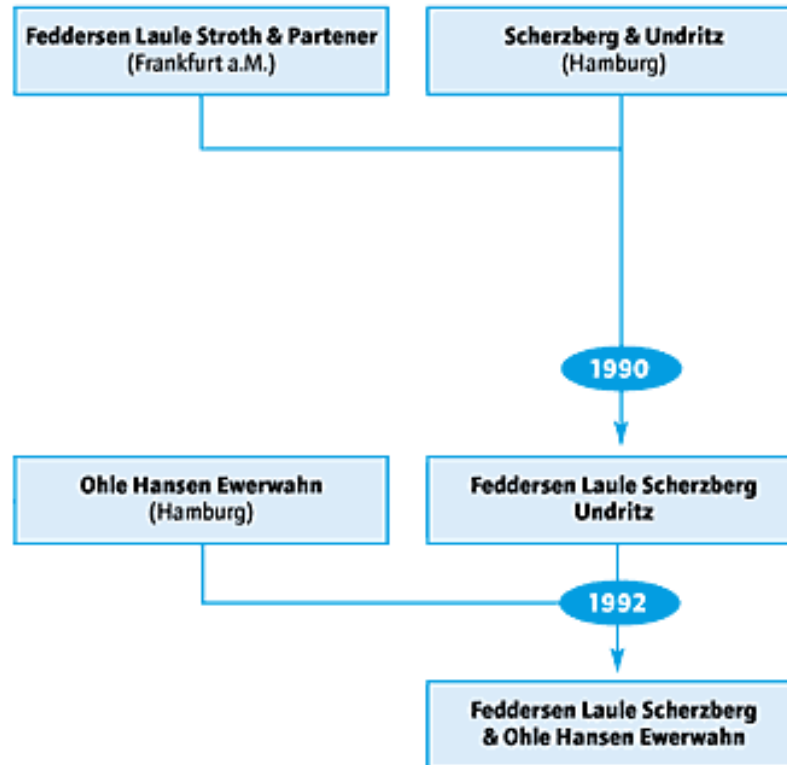 Feddersen Laule Stroth & Partener
(Frankfurt a.M.)
Scherzberg & Undritz
(Hamburg)
1990
Ohle Hansen Ewerwahn
(Hamburg)
Feddersen Laule Scherzberg
Undritz
1992
Feddersen Laule Scherzberg
& Ohle Hansen Ewerwahn